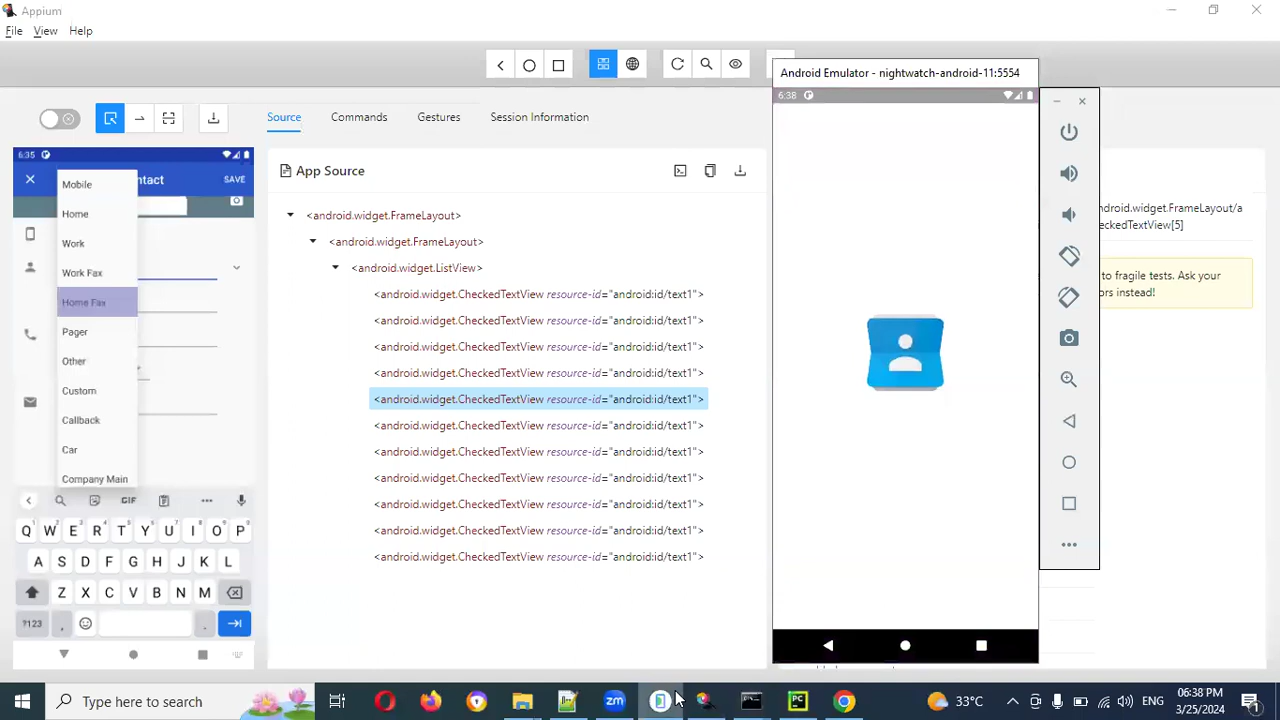 Appium
File View Help
Source Commands Gestures Session Information
6:35
ntact SAVE
Mobile
Home
Work
Work Fax
Home Fax
Pager
Other
Custom
Callback
Car
Company Main
GIF
Q W E R T Y U I O P
A S D F G H J K L
Z X C V B N M
?123 , .
App Source
<android.widget.FrameLayout>
<android.widget.FrameLayout>
<android.widget.ListView>
<android.widget.CheckedTextView resource-id="android:id/text1">
<android.widget.CheckedTextView resource-id="android:id/text1">
<android.widget.CheckedTextView resource-id="android:id/text1">
<android.widget.CheckedTextView resource-id="android:id/text1">
<android.widget.CheckedTextView resource-id="android:id/text1">
<android.widget.CheckedTextView resource-id="android:id/text1">
<android.widget.CheckedTextView resource-id="android:id/text1">
<android.widget.CheckedTextView resource-id="android:id/text1">
<android.widget.CheckedTextView resource-id="android:id/text1">
<android.widget.CheckedTextView resource-id="android:id/text1">
<android.widget.CheckedTextView resource-id="android:id/text1">
Android Emulator - nightwatch-android-11:5554
6:38
ndroid.widget.FrameLayout/a
heckedTextView[5]
to fragile tests. Ask your
ors instead!
Type here to search
zm
PC
33°C
ENG
06:38 PM
3/25/2024
1